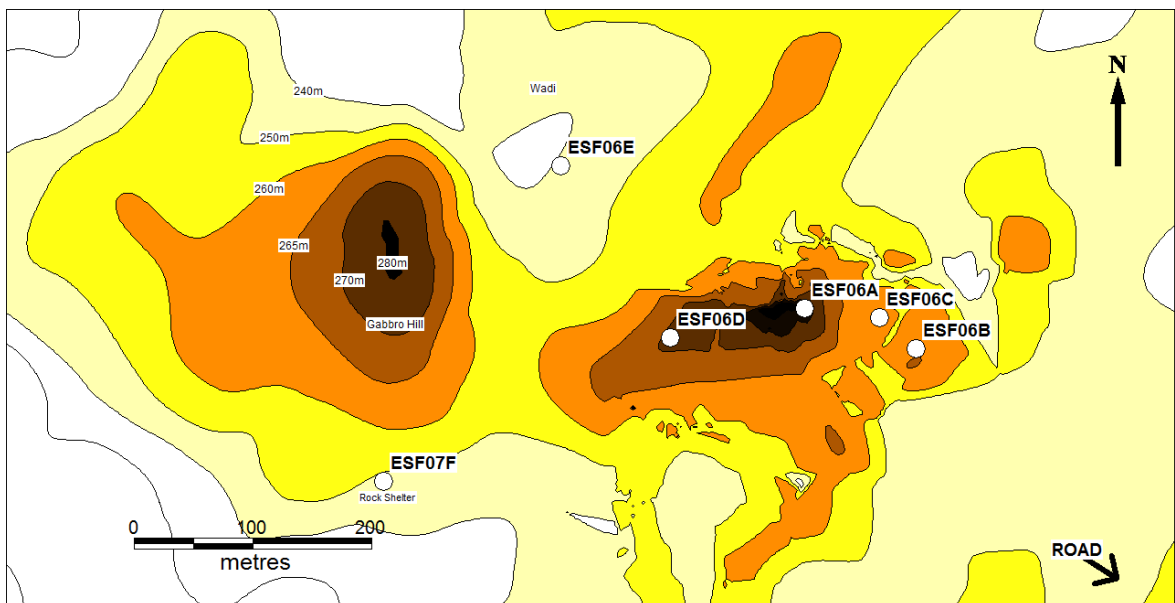 N
Wadi
240m
250m
ESF06E
260m
265m
280m
270m
Gabbro Hill
ESF06A
ESF06C
ESF06D
ESF06B
ESF07F
Rock Shelter
0 100 200
metres
ROAD